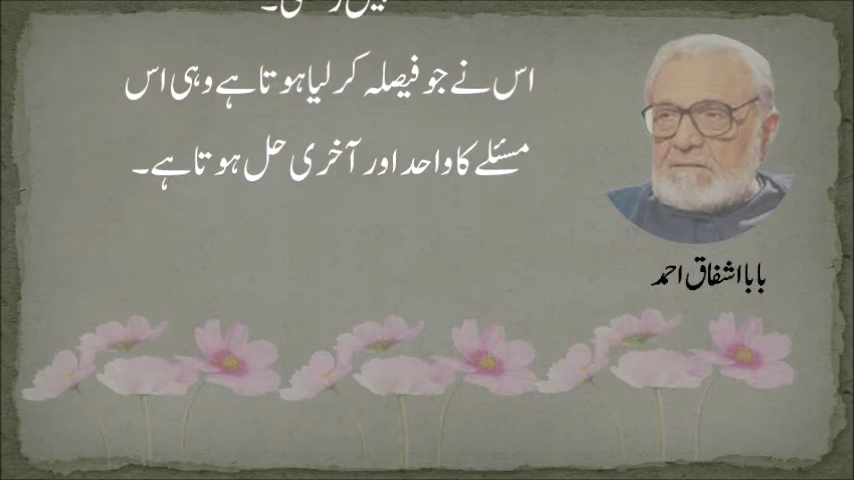 اس نے جو فیصلہ کر لیا ہوتا ہے وہی اس
مسئلے کا واحد اور آخری حل ہوتا ہے۔
بابا اشفاق احمد